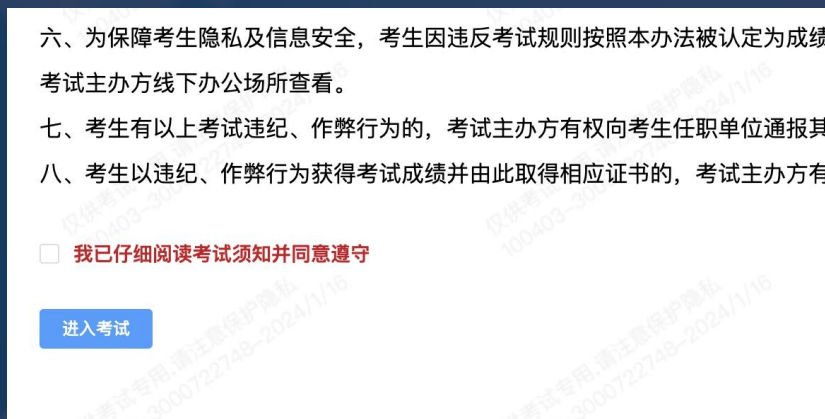 六、为保障考生隐私及信息安全，考生因违反考试规则按照本办法被认定为成绩
考试主办方线下办公场所查看。
七、考生有以上考试违纪、作弊行为的，考试主办方有权向考生任职单位通报其
八、考生以违纪、作弊行为获得考试成绩并由此取得相应证书的，考试主办方有
我已仔细阅读考试须知并同意遵守
进入考试